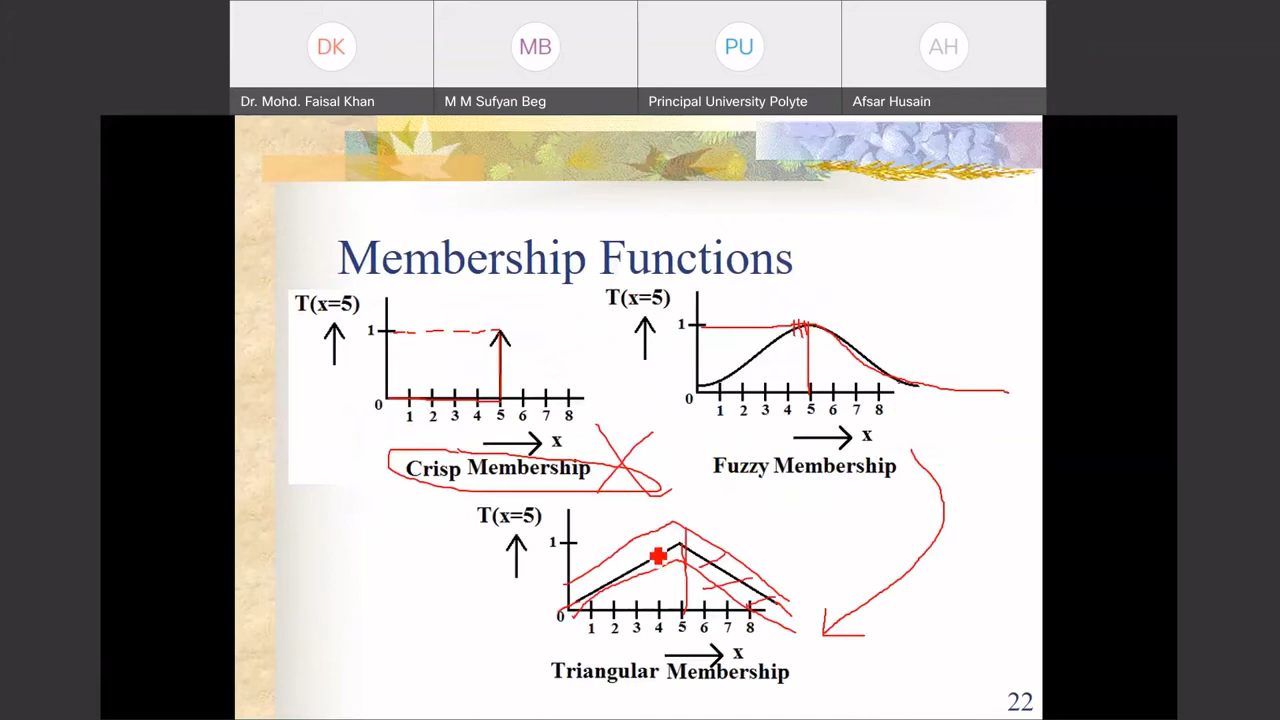 DK MB PU AH
Dr. Mohd. Faisal Khan M M Sufyan Beg Principal University Polyte Afsar Husain
Membership Functions
T(x=5)
1
0
1 2 3 4 5 6 7 8
x
Crisp Membership
T(x=5)
1
0
1 2 3 4 5 6 7 8
x
Fuzzy Membership
T(x=5)
1
0
1 2 3 4 5 6 7 8
x
Triangular Membership
22